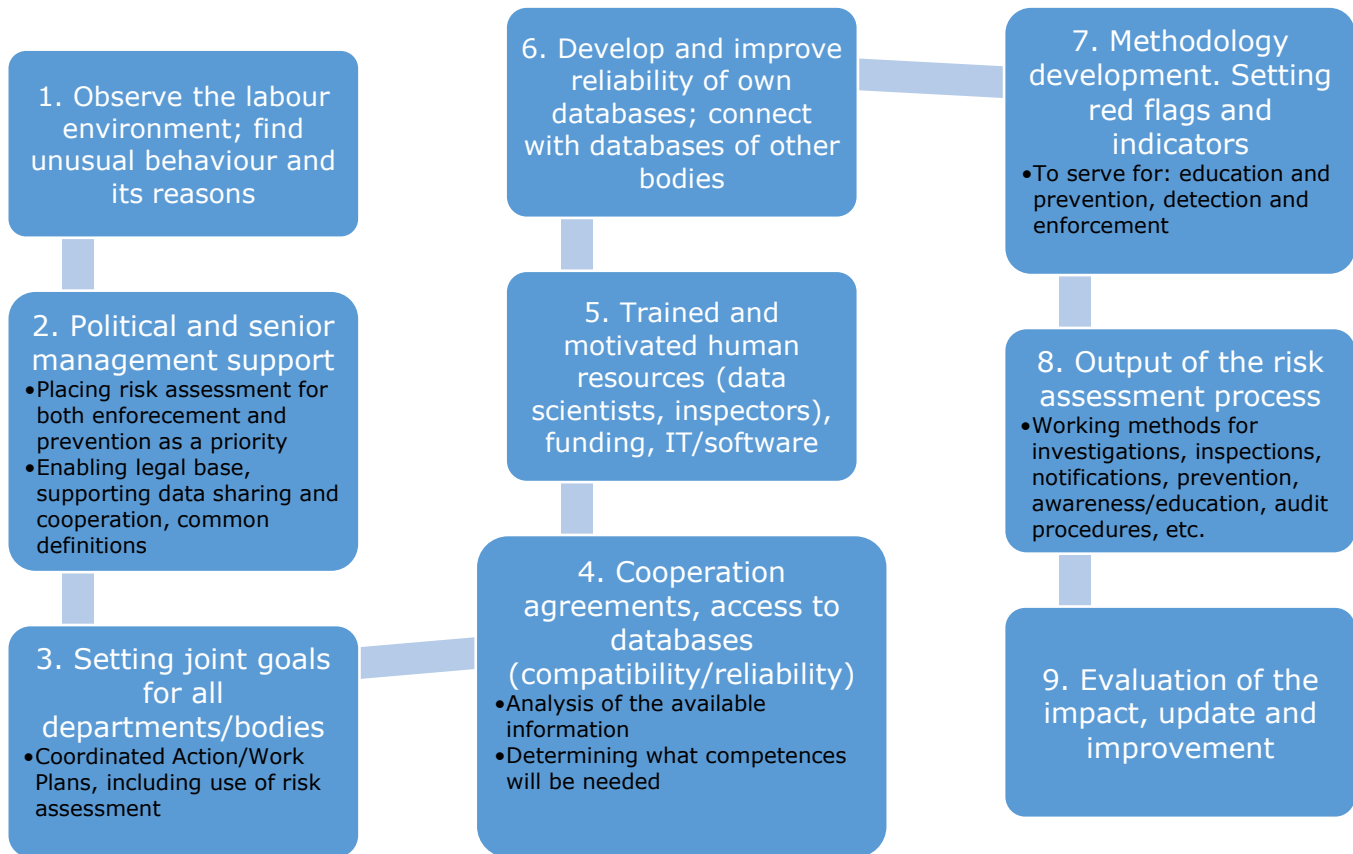 1. Observe the labour
environment; find
unusual behaviour and
its reasons
2. Political and senior
management support
•Placing risk assessment for
both enforecement and
prevention as a priority
•Enabling legal base,
supporting data sharing and
cooperation, common
definitions
3. Setting joint goals
for all
departments/bodies
•Coordinated Action/Work
Plans, including use of risk
assessment
4. Cooperation
agreements, access to
databases
(compatibility/reliability)
•Analysis of the available
information
•Determining what competences
will be needed
5. Trained and
motivated human
resources (data
scientists, inspectors),
funding, IT/software
6. Develop and improve
reliability of own
databases; connect
with databases of other
bodies
7. Methodology
development. Setting
red flags and
indicators
•To serve for: education and
prevention, detection and
enforcement
8. Output of the risk
assessment process
•Working methods for
investigations, inspections,
notifications, prevention,
awareness/education, audit
procedures, etc.
9. Evaluation of the
impact, update and
improvement